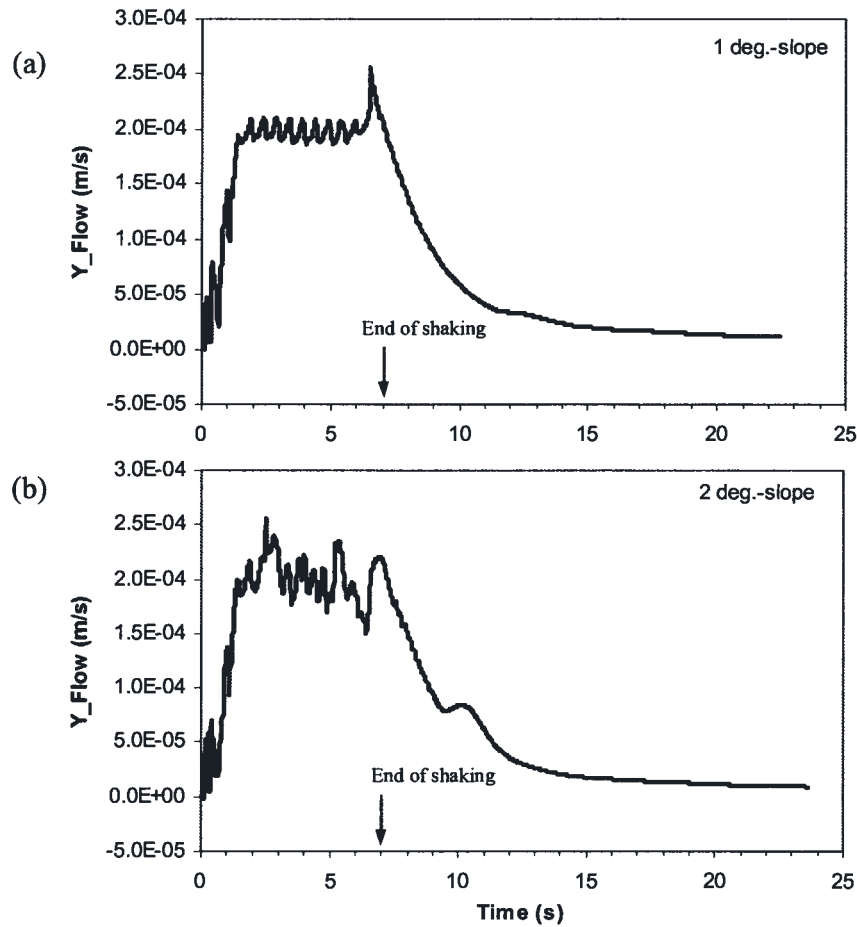 (a)
1 deg.-slope
3.0E-04
2.5E-04
2.0E-04
1.5E-04
1.0E-04
5.0E-05
0.0E+00
-5.0E-05
Y_Flow (m/s)
End of shaking
0 5 10 15 20 25
(b)
2 deg.-slope
3.0E-04
2.5E-04
2.0E-04
1.5E-04
1.0E-04
5.0E-05
0.0E+00
-5.0E-05
Y_Flow (m/s)
End of shaking
0 5 10 15 20 25
Time (s)